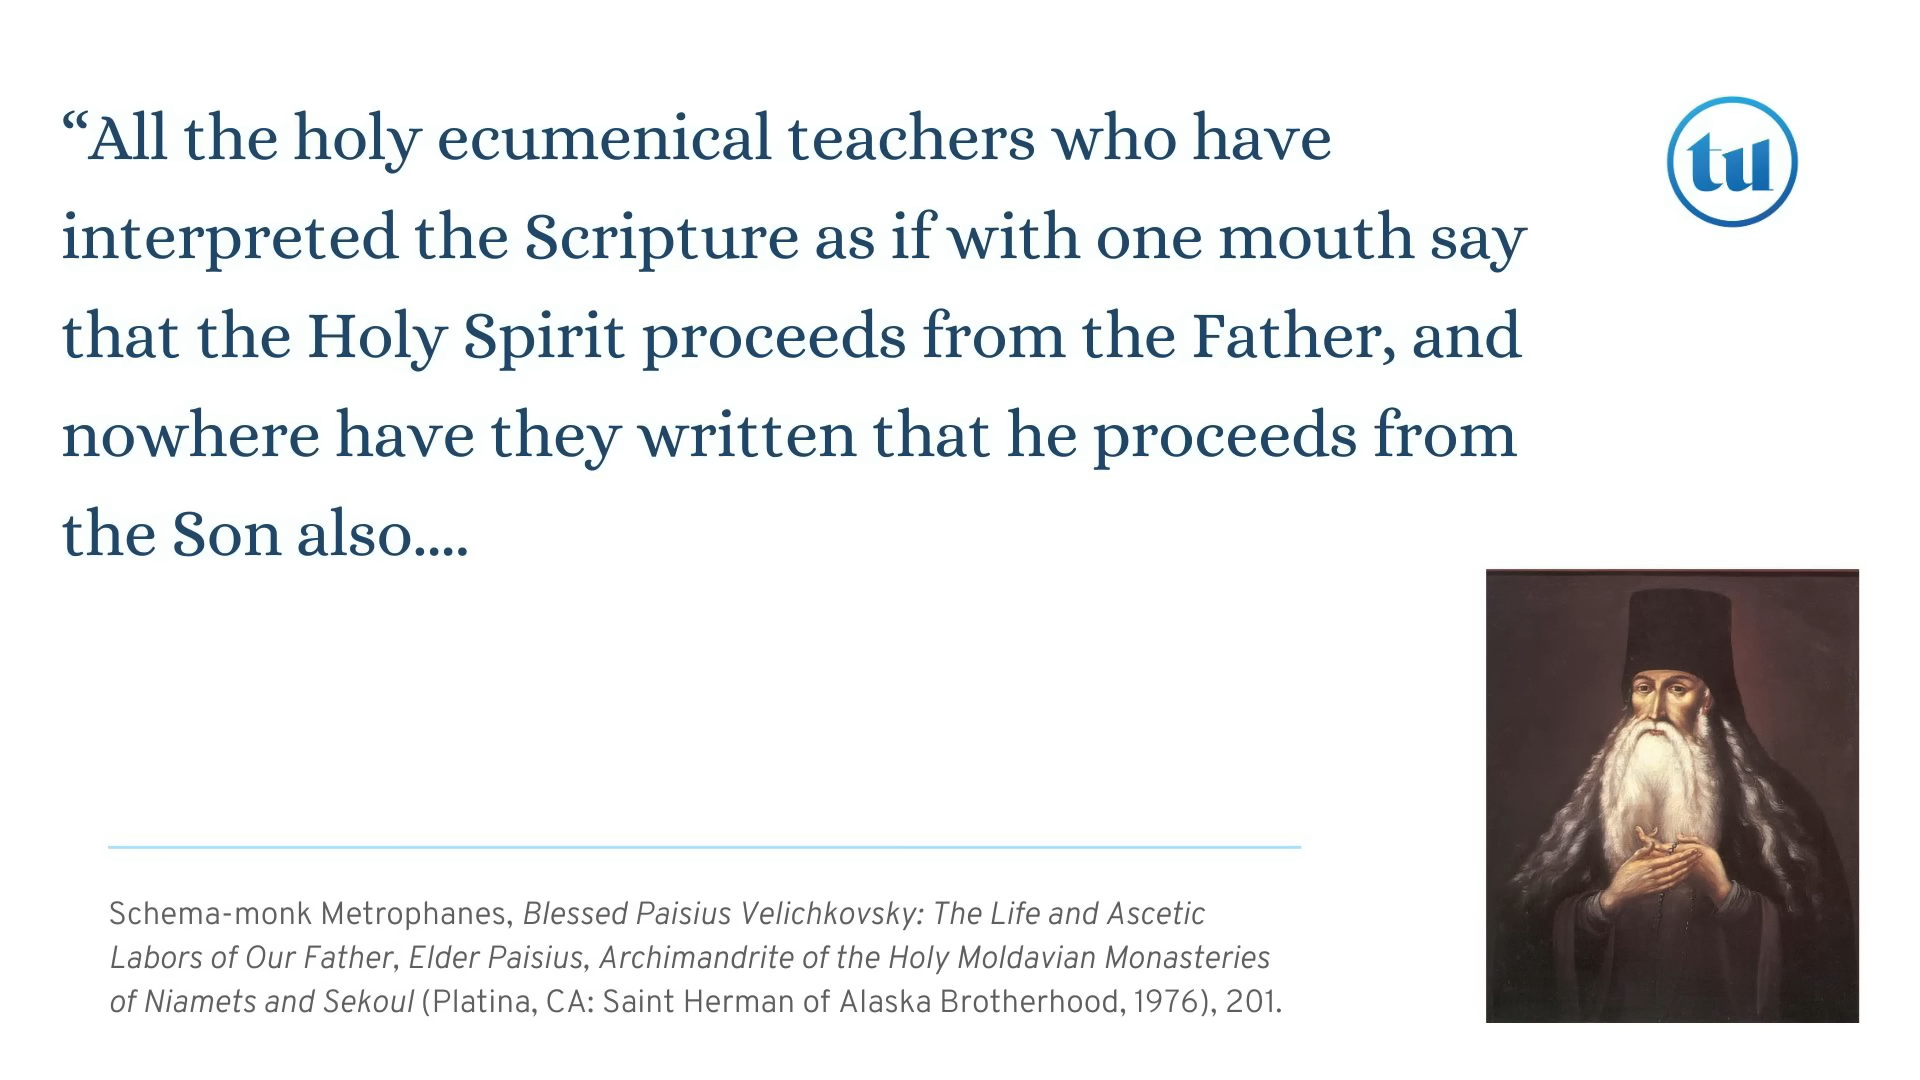 “All the holy ecumenical teachers who have
interpreted the Scripture as if with one mouth say
that the Holy Spirit proceeds from the Father, and
nowhere have they written that he proceeds from
the Son also....
tu
Schema-monk Metrophanes, Blessed Paisius Velichkovsky: The Life and Ascetic
Labors of Our Father, Elder Paisius, Archimandrite of the Holy Moldavian Monasteries
of Niamets and Sekoul (Platina, CA: Saint Herman of Alaska Brotherhood, 1976), 201.